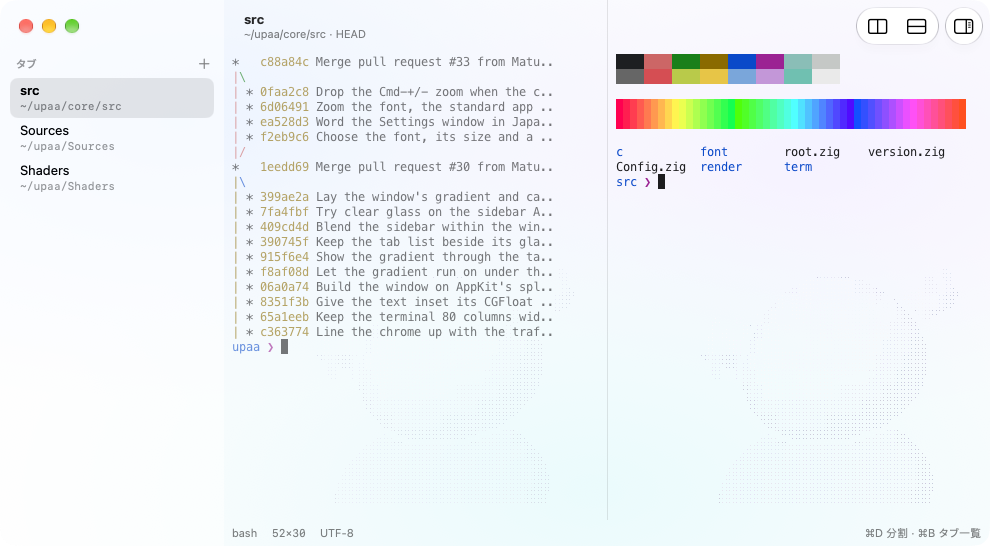 タブ
src
~/upaa/core/src
Sources
~/upaa/Sources
Shaders
~/upaa/Shaders
src
~/upaa/core/src · HEAD
*   c88a84c Merge pull request #33 from Matu..
|\
| * 0faa2c8 Drop the Cmd-+/- zoom when the c..
| * 6d06491 Zoom the font, the standard app ..
| * ea528d3 Word the Settings window in Japa..
| * f2eb9c6 Choose the font, its size and a ..
|/
*   1eedd69 Merge pull request #30 from Matu..
|\
| * 399ae2a Lay the window's gradient and ca..
| * 7fa4fbf Try clear glass on the sidebar A..
| * 409cd4d Blend the sidebar within the win..
| * 390745f Keep the tab list beside its gla..
| * 915f6e4 Show the gradient through the ta..
| * f8af08d Let the gradient run on under th..
| * 06a0a74 Build the window on AppKit's spl..
| * 8351f3b Give the text inset its CGFloat ..
| * 65a1eeb Keep the terminal 80 columns wid..
| * c363774 Line the chrome up with the traf..
upaa ❯
c font root.zig version.zig
Config.zig render term
src ❯
bash 52×30 UTF-8
⌘D 分割 · ⌘B タブ一覧